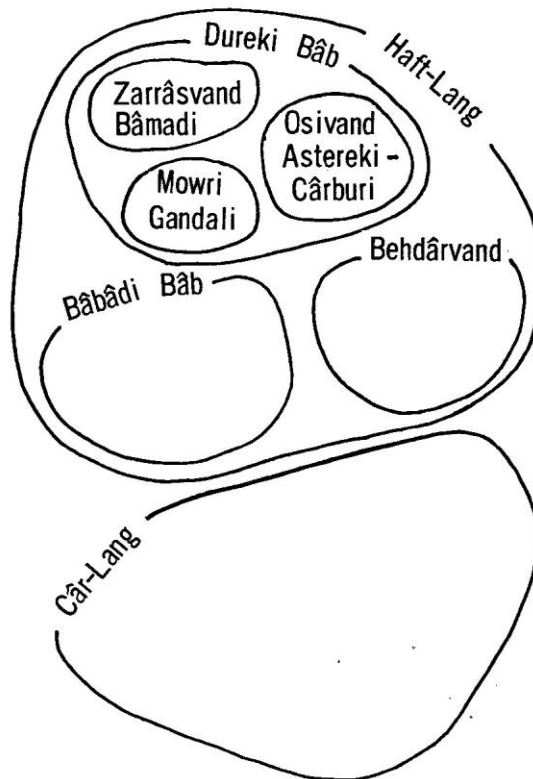 Dureki Bâb
Haft-Lang
Zarrâsvand
Bâmadi
Osivand
Astereki -
Cârburi
Mowri
Gandali
Behdârvand
Bâbâdi Bâb
Câr-Lang